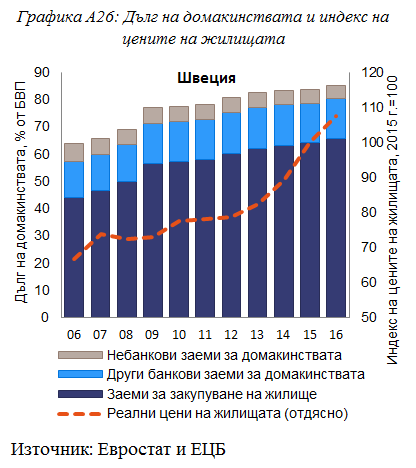 Графика А26: Дълг на домакинствата и индекс на
цените на жилищата
Швеция
Дълг на домакинствата, % от БВП
90
80
70
60
50
40
30
20
10
0
Индекс на цените на жилищата, 2015 г.=100
120
110
100
90
80
70
60
50
06 07 08 09 10 11 12 13 14 15 16
Небанкови заеми за домакинствата
Други банкови заеми за домакинствата
Заеми за закупуване на жилище
Реални цени на жилищата (отдясно)
Източник: Евростат и ЕЦБ